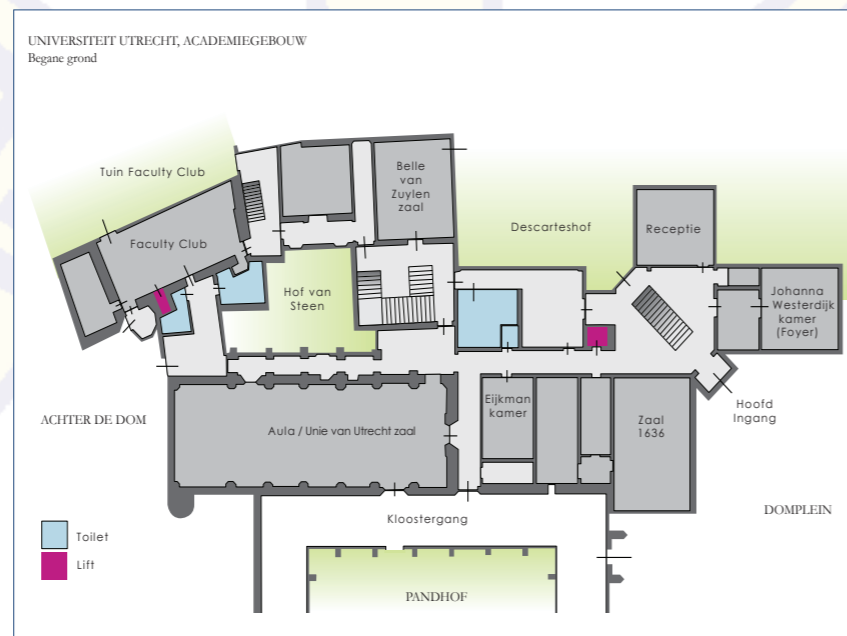 UNIVERSITEIT UTRECHT, ACADEMIEGEBOUW
Begane grond
Tuin Faculty Club
Belle
van
Zuylen
zaal
Faculty Club
Descarteshof
Receptie
Hof van
Steen
Johanna
Westerdijk
kamer
(Foyer)
Hoofd
Ingang
ACHTER DE DOM
Aula / Unie van Utrecht zaal
Eijkman
kamer
Zaal
1636
DOMPLEIN
Kloostergang
Toilet
Lift
PANDHOF